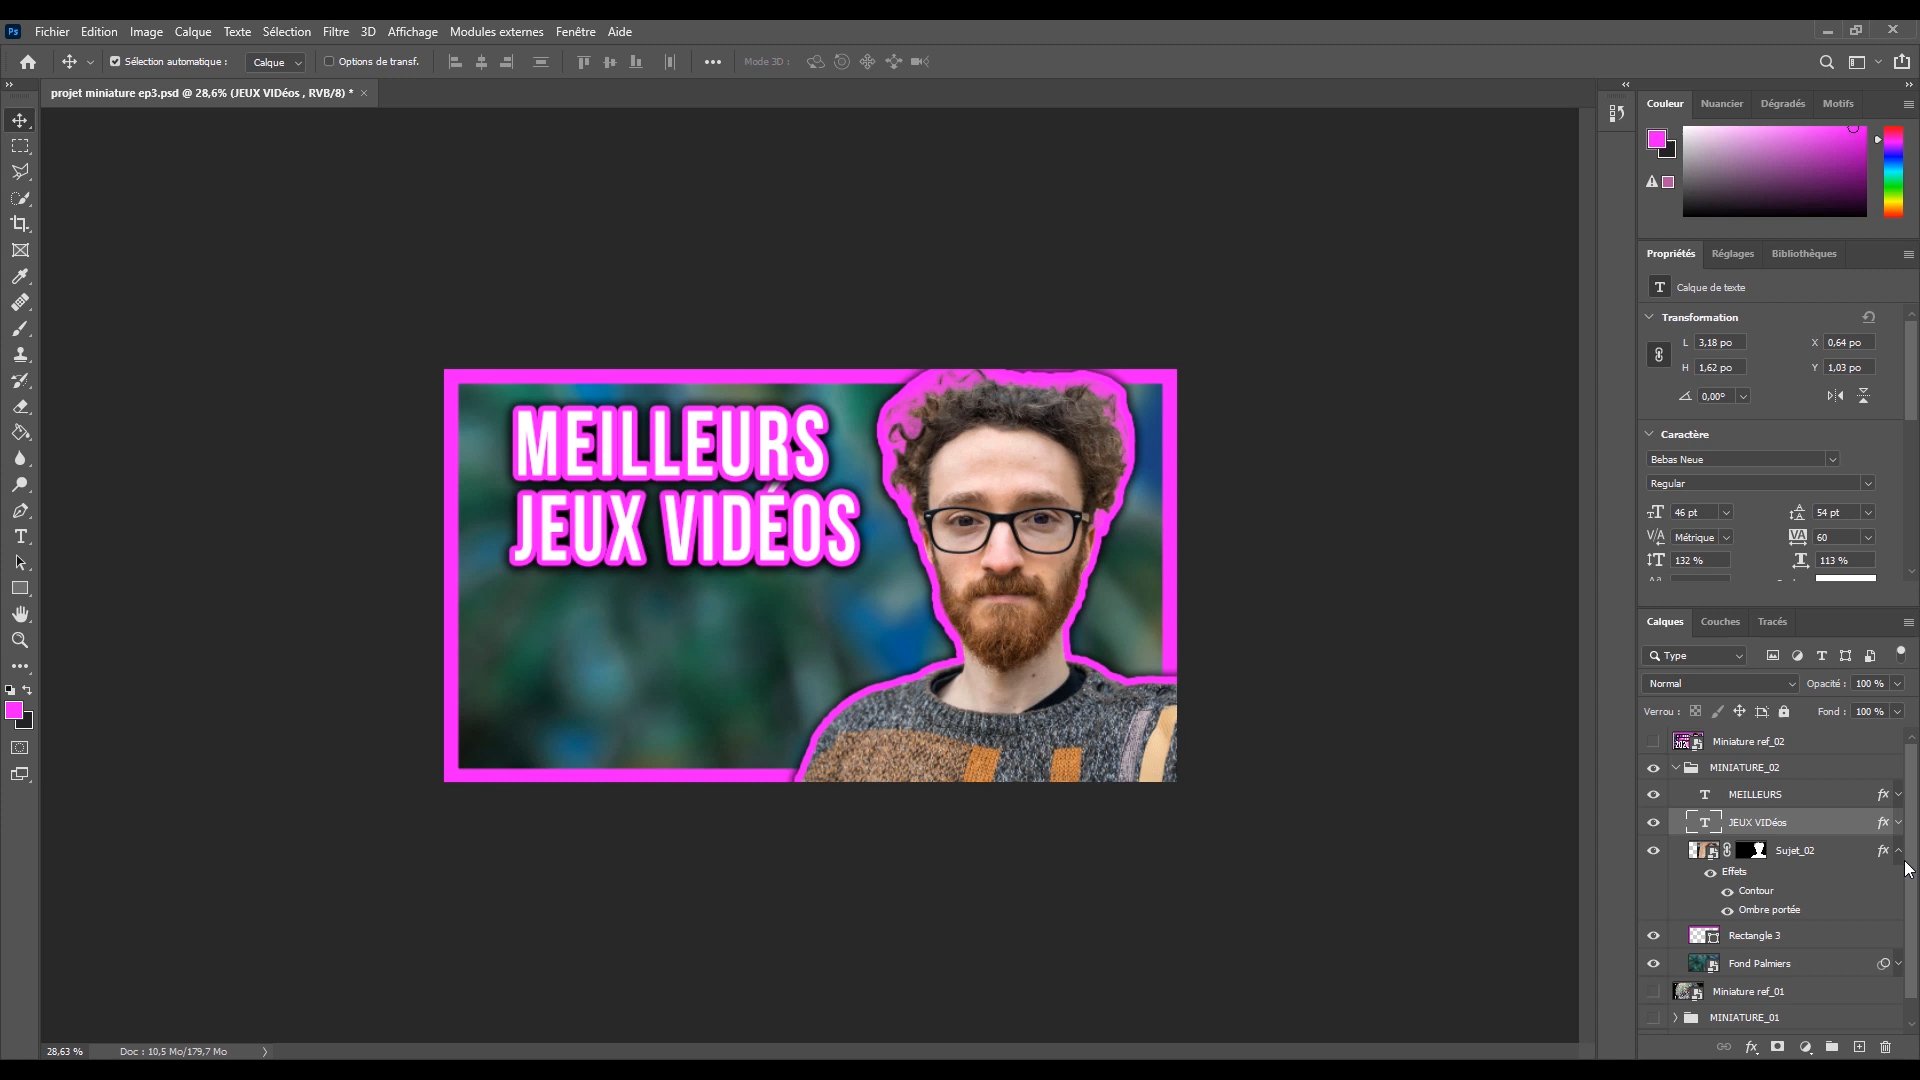 Ps Fichier Edition Image Calque Texte Sélection Filtre 3D Affichage Modules externes Fenêtre Aide
Sélection automatique : Calque Options de transf. Mode 3D :
projet miniature ep3.psd @ 28,6% (JEUX VIDéos , RVB/8) *
MEILLEURS
JEUX VIDÉOS
28,63 % Doc : 10,5 Mo/179,7 Mo
Couleur Nuancier Dégradés Motifs
Propriétés Réglages Bibliothèques
T Calque de texte
Transformation
L 3,18 po X 0,64 po
H 1,62 po Y 1,03 po
0,00°
Caractère
Bebas Neue
Regular
46 pt 54 pt
Métrique 60
132 % 113 %
Calques Couches Tracés
Type
Normal Opacité : 100 %
Verrou : Fond : 100 %
Miniature ref_02
MINIATURE_02
T MEILLEURS fx
T JEUX VIDéos fx
Sujet_02 fx
Effets
Contour
Ombre portée
Rectangle 3
Fond Palmiers
Miniature ref_01
MINIATURE_01
fx